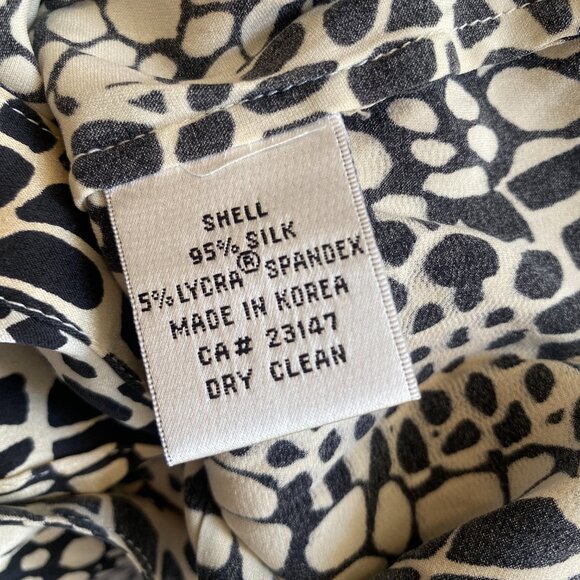 SHELL
95% SILK
5% LYCRA® SPANDEX
MADE IN KOREA
CA# 23147
DRY CLEAN